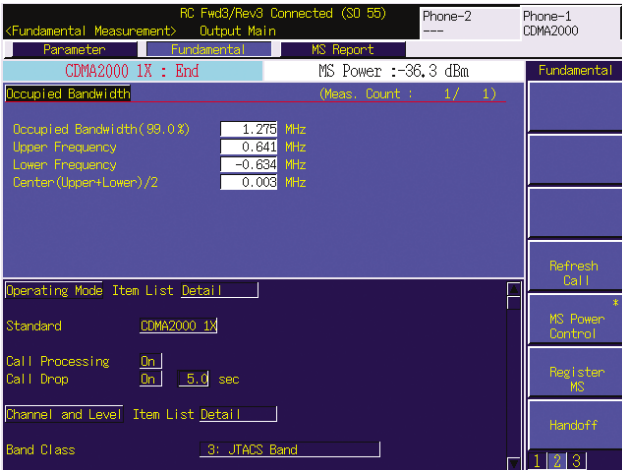 RC Fwd3/Rev3 Connected (SO 55)
<Fundamental Measurement> Output Main
Phone-2
---
Phone-1
CDMA2000
Parameter Fundamental MS Report
CDMA2000 1X : End MS Power :-36.3 dBm
Fundamental
Occupied Bandwidth (Meas. Count : 1/ 1)
Occupied Bandwidth(99.0%) 1.275 MHz
Upper Frequency 0.641 MHz
Lower Frequency -0.634 MHz
Center(Upper+Lower)/2 0.003 MHz
Refresh
Call
*
MS Power
Control
Register
MS
Handoff
1 2 3
Operating Mode Item List Detail
Standard CDMA2000 1X
Call Processing On
Call Drop On 5.0 sec
Channel and Level Item List Detail
Band Class 3: JTACS Band